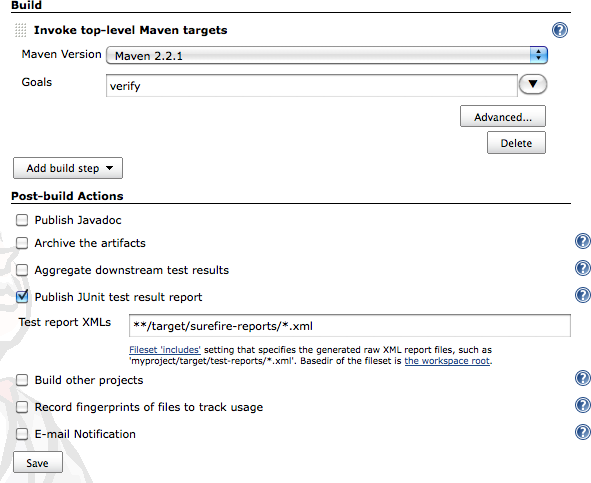 Build
Invoke top-level Maven targets
Maven Version Maven 2.2.1
Goals verify
Advanced...
Delete
Add build step
Post-build Actions
Publish Javadoc
Archive the artifacts
Aggregate downstream test results
Publish JUnit test result report
Test report XMLs **/target/surefire-reports/*.xml
Fileset 'includes' setting that specifies the generated raw XML report files, such as
'myproject/target/test-reports/*.xml'. Basedir of the fileset is the workspace root.
Build other projects
Record fingerprints of files to track usage
E-mail Notification
Save